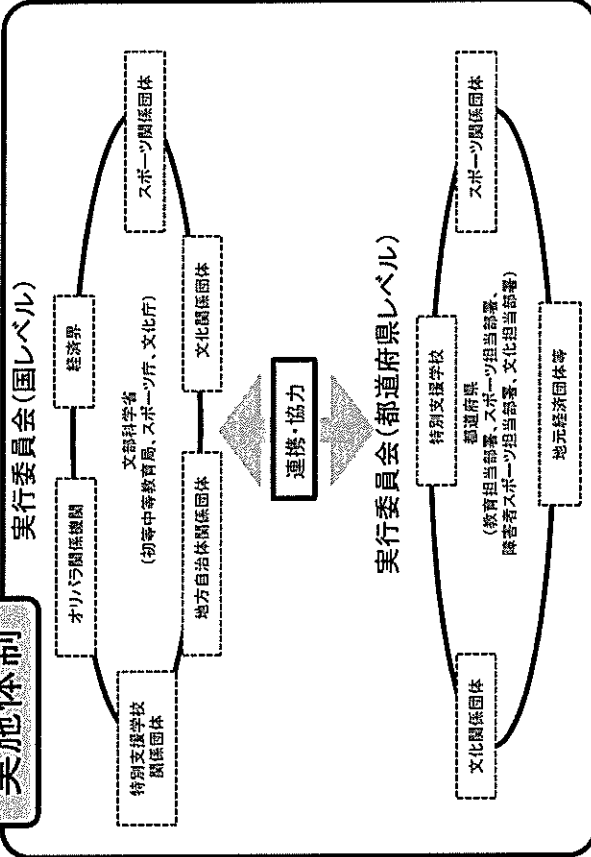 実施体制
実行委員会(国レベル)
オリパラ関係機関
経済界
特別支援学校
関係団体
文部科学省
(初等中等教育局、スポーツ庁、文化庁)
スポーツ関係団体
地方自治体関係団体
文化関係団体
連携・協力
実行委員会(都道府県レベル)
特別支援学校
文化関係団体
都道府県
(教育担当部署、スポーツ担当部署、
障害者スポーツ担当部署、文化担当部署)
スポーツ関係団体
地元経済団体等